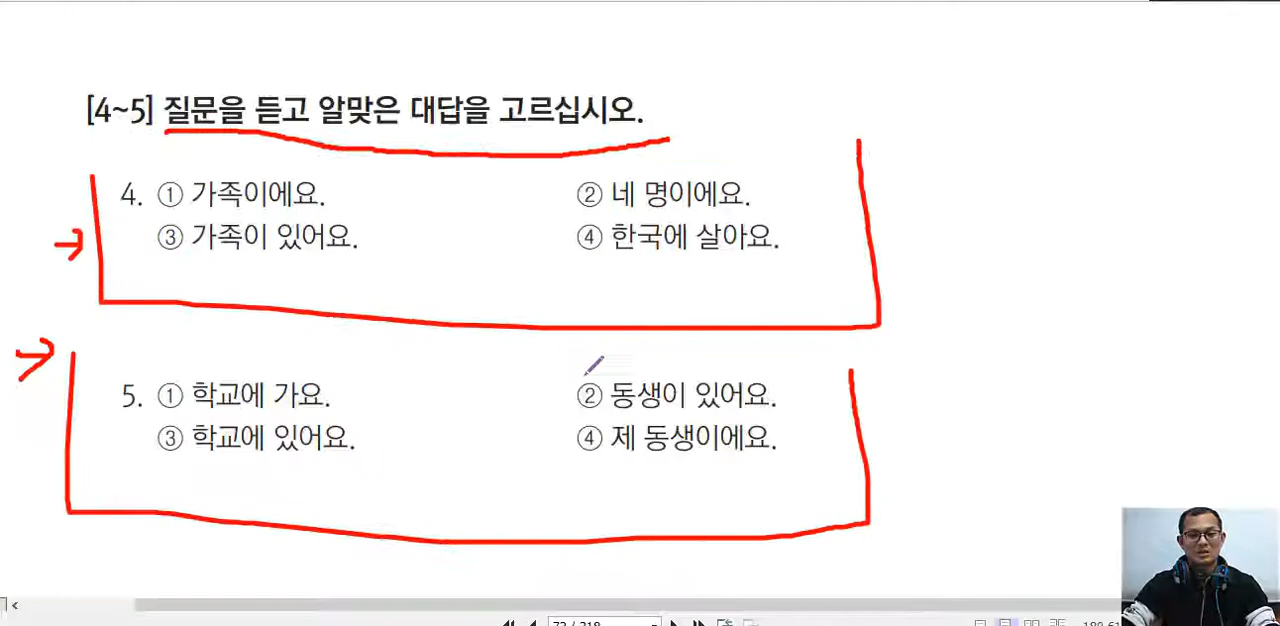 [4~5] 질문을 듣고 알맞은 대답을 고르십시오.
4. ① 가족이에요. ② 네 명이에요.
③ 가족이 있어요. ④ 한국에 살아요.
5. ① 학교에 가요. ② 동생이 있어요.
③ 학교에 있어요. ④ 제 동생이에요.